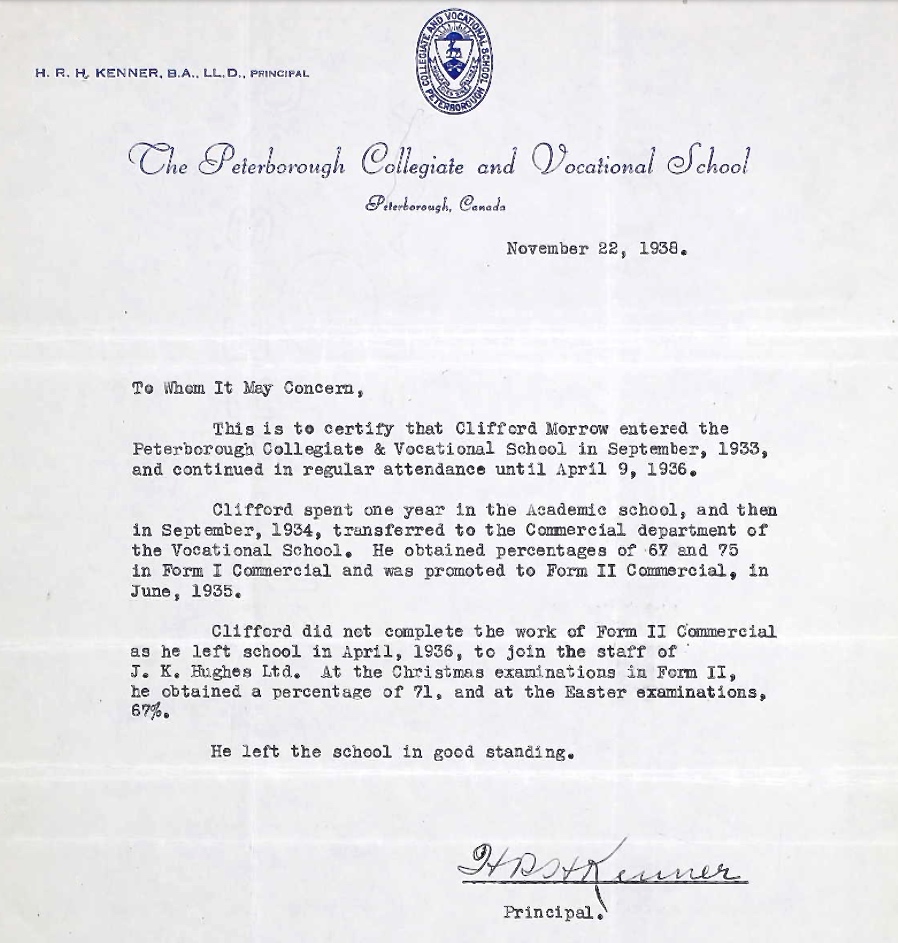 COLLEGIATE AND VOCATIONAL SCHOOL
PETERBOROUGH
H. R. H. KENNER, B.A., LL.D., PRINCIPAL
The Peterborough Collegiate and Vocational School
Peterborough, Canada
November 22, 1938.
To Whom It May Concern,
This is to certify that Clifford Morrow entered the
Peterborough Collegiate & Vocational School in September, 1933,
and continued in regular attendance until April 9, 1936.
Clifford spent one year in the Academic school, and then
in September, 1934, transferred to the Commercial department of
the Vocational School. He obtained percentages of 67 and 75
in Form I Commercial and was promoted to Form II Commercial, in
June, 1935.
Clifford did not complete the work of Form II Commercial
as he left school in April, 1936, to join the staff of
J. K. Hughes Ltd. At the Christmas examinations in Form II,
he obtained a percentage of 71, and at the Easter examinations,
67%.
He left the school in good standing.
H R H Kenner
Principal.